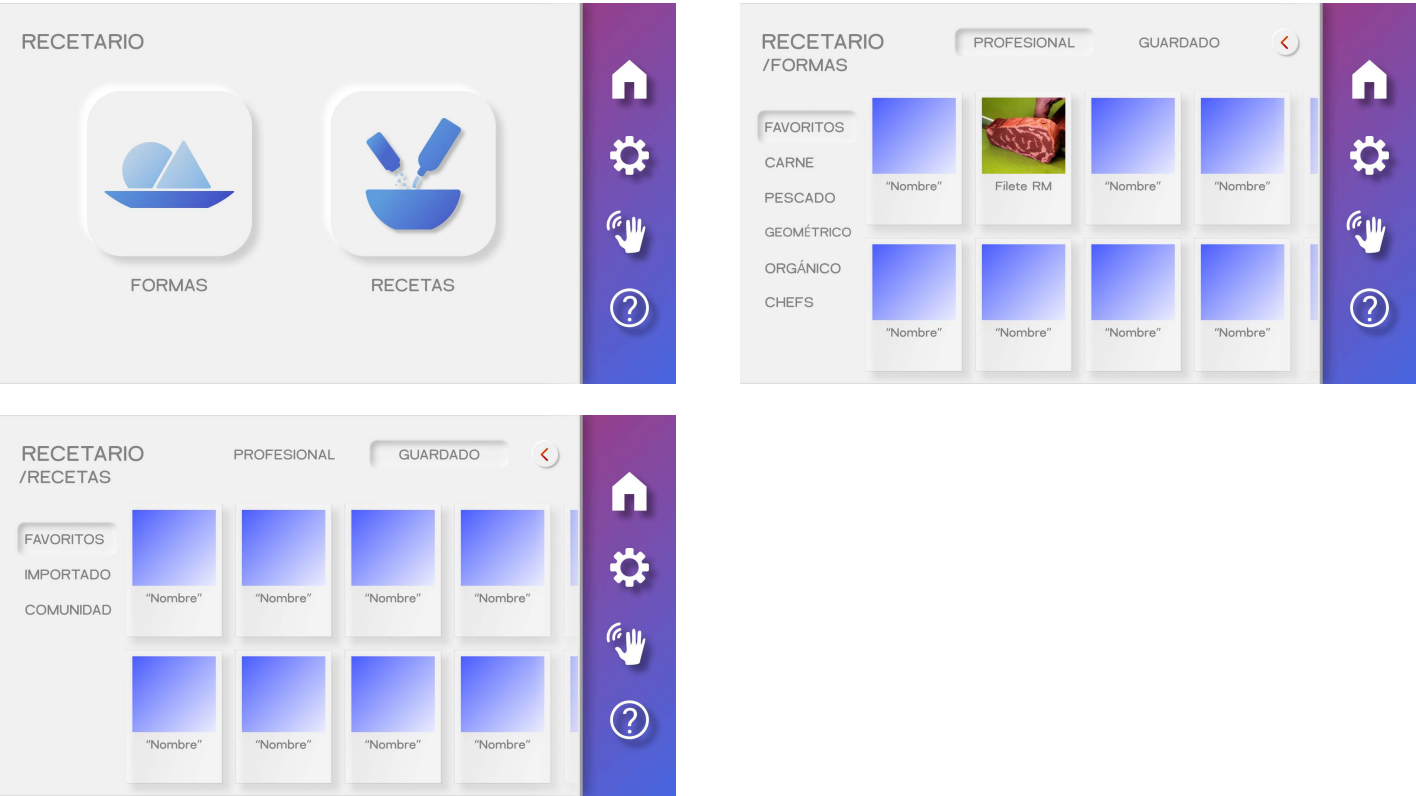 RECETARIO
FORMAS
RECETAS
?
RECETARIO
/FORMAS
PROFESIONAL
GUARDADO
FAVORITOS
CARNE
PESCADO
GEOMÉTRICO
ORGÁNICO
CHEFS
"Nombre"
Filete RM
"Nombre"
"Nombre"
"Nombre"
"Nombre"
"Nombre"
"Nombre"
?
RECETARIO
/RECETAS
PROFESIONAL
GUARDADO
FAVORITOS
IMPORTADO
COMUNIDAD
"Nombre"
"Nombre"
"Nombre"
"Nombre"
"Nombre"
"Nombre"
"Nombre"
"Nombre"
?